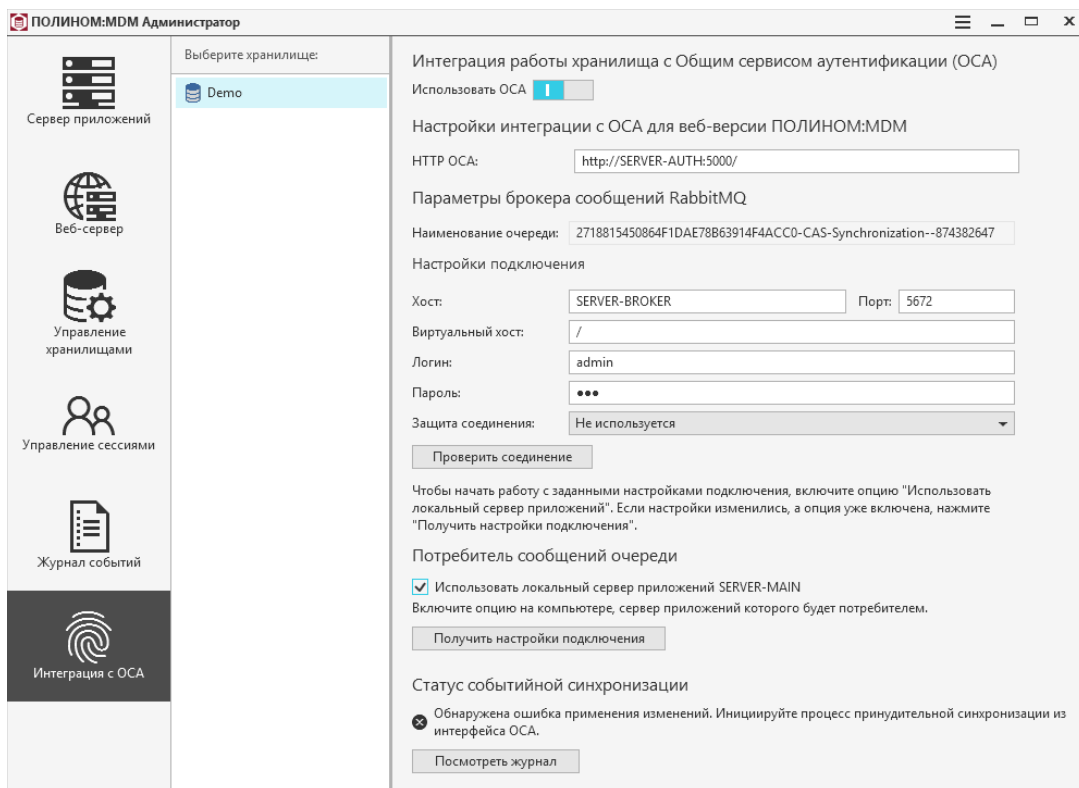 ПОЛИНОМ:MDM Администратор
Сервер приложений
Веб-сервер
Управление
хранилищами
Управление сессиями
Журнал событий
Интеграция с ОСА
Выберите хранилище:
Demo
Интеграция работы хранилища с Общим сервисом аутентификации (ОСА)
Использовать ОСА
Настройки интеграции с ОСА для веб-версии ПОЛИНОМ:MDM
HTTP ОСА: http://SERVER-AUTH:5000/
Параметры брокера сообщений RabbitMQ
Наименование очереди: 2718815450864F1DAE78B63914F4ACC0-CAS-Synchronization--874382647
Настройки подключения
Хост: SERVER-BROKER Порт: 5672
Виртуальный хост: /
Логин: admin
Пароль: •••
Защита соединения: Не используется
Проверить соединение
Чтобы начать работу с заданными настройками подключения, включите опцию "Использовать
локальный сервер приложений". Если настройки изменились, а опция уже включена, нажмите
"Получить настройки подключения".
Потребитель сообщений очереди
Использовать локальный сервер приложений SERVER-MAIN
Включите опцию на компьютере, сервер приложений которого будет потребителем.
Получить настройки подключения
Статус событийной синхронизации
Обнаружена ошибка применения изменений. Инициируйте процесс принудительной синхронизации из
интерфейса ОСА.
Посмотреть журнал